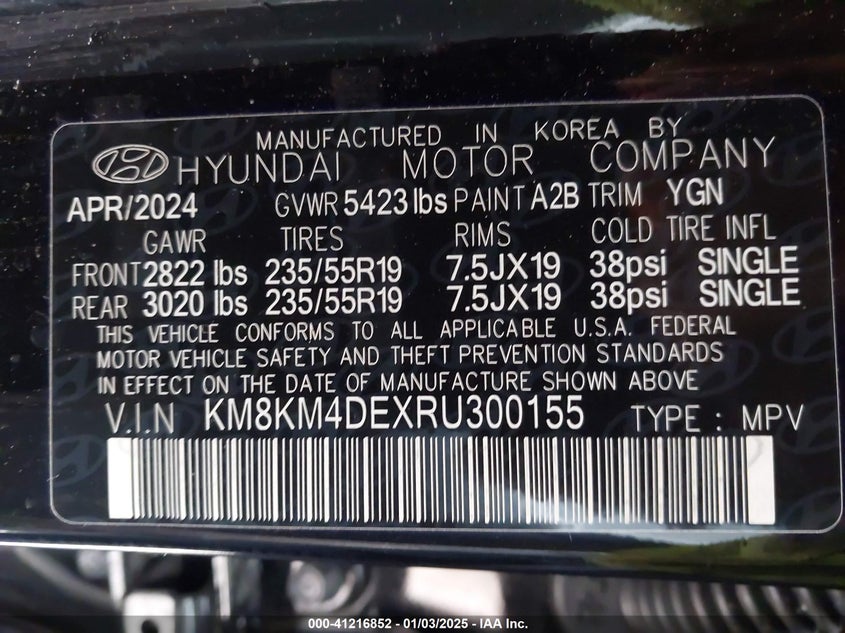 MANUFACTURED IN KOREA BY
HYUNDAI MOTOR COMPANY
APR/2024 GVWR 5423 lbs PAINT A2B TRIM YGN
GAWR TIRES RIMS COLD TIRE INFL
FRONT 2822 lbs 235/55R19 7.5JX19 38psi SINGLE
REAR 3020 lbs 235/55R19 7.5JX19 38psi SINGLE
THIS VEHICLE CONFORMS TO ALL APPLICABLE U.S.A. FEDERAL
MOTOR VEHICLE SAFETY AND THEFT PREVENTION STANDARDS
IN EFFECT ON THE DATE OF MANUFACTURE SHOWN ABOVE
V.I.N KM8KM4DEXRU300155 TYPE : MPV
000-41216852 - 01/03/2025 - IAA Inc.